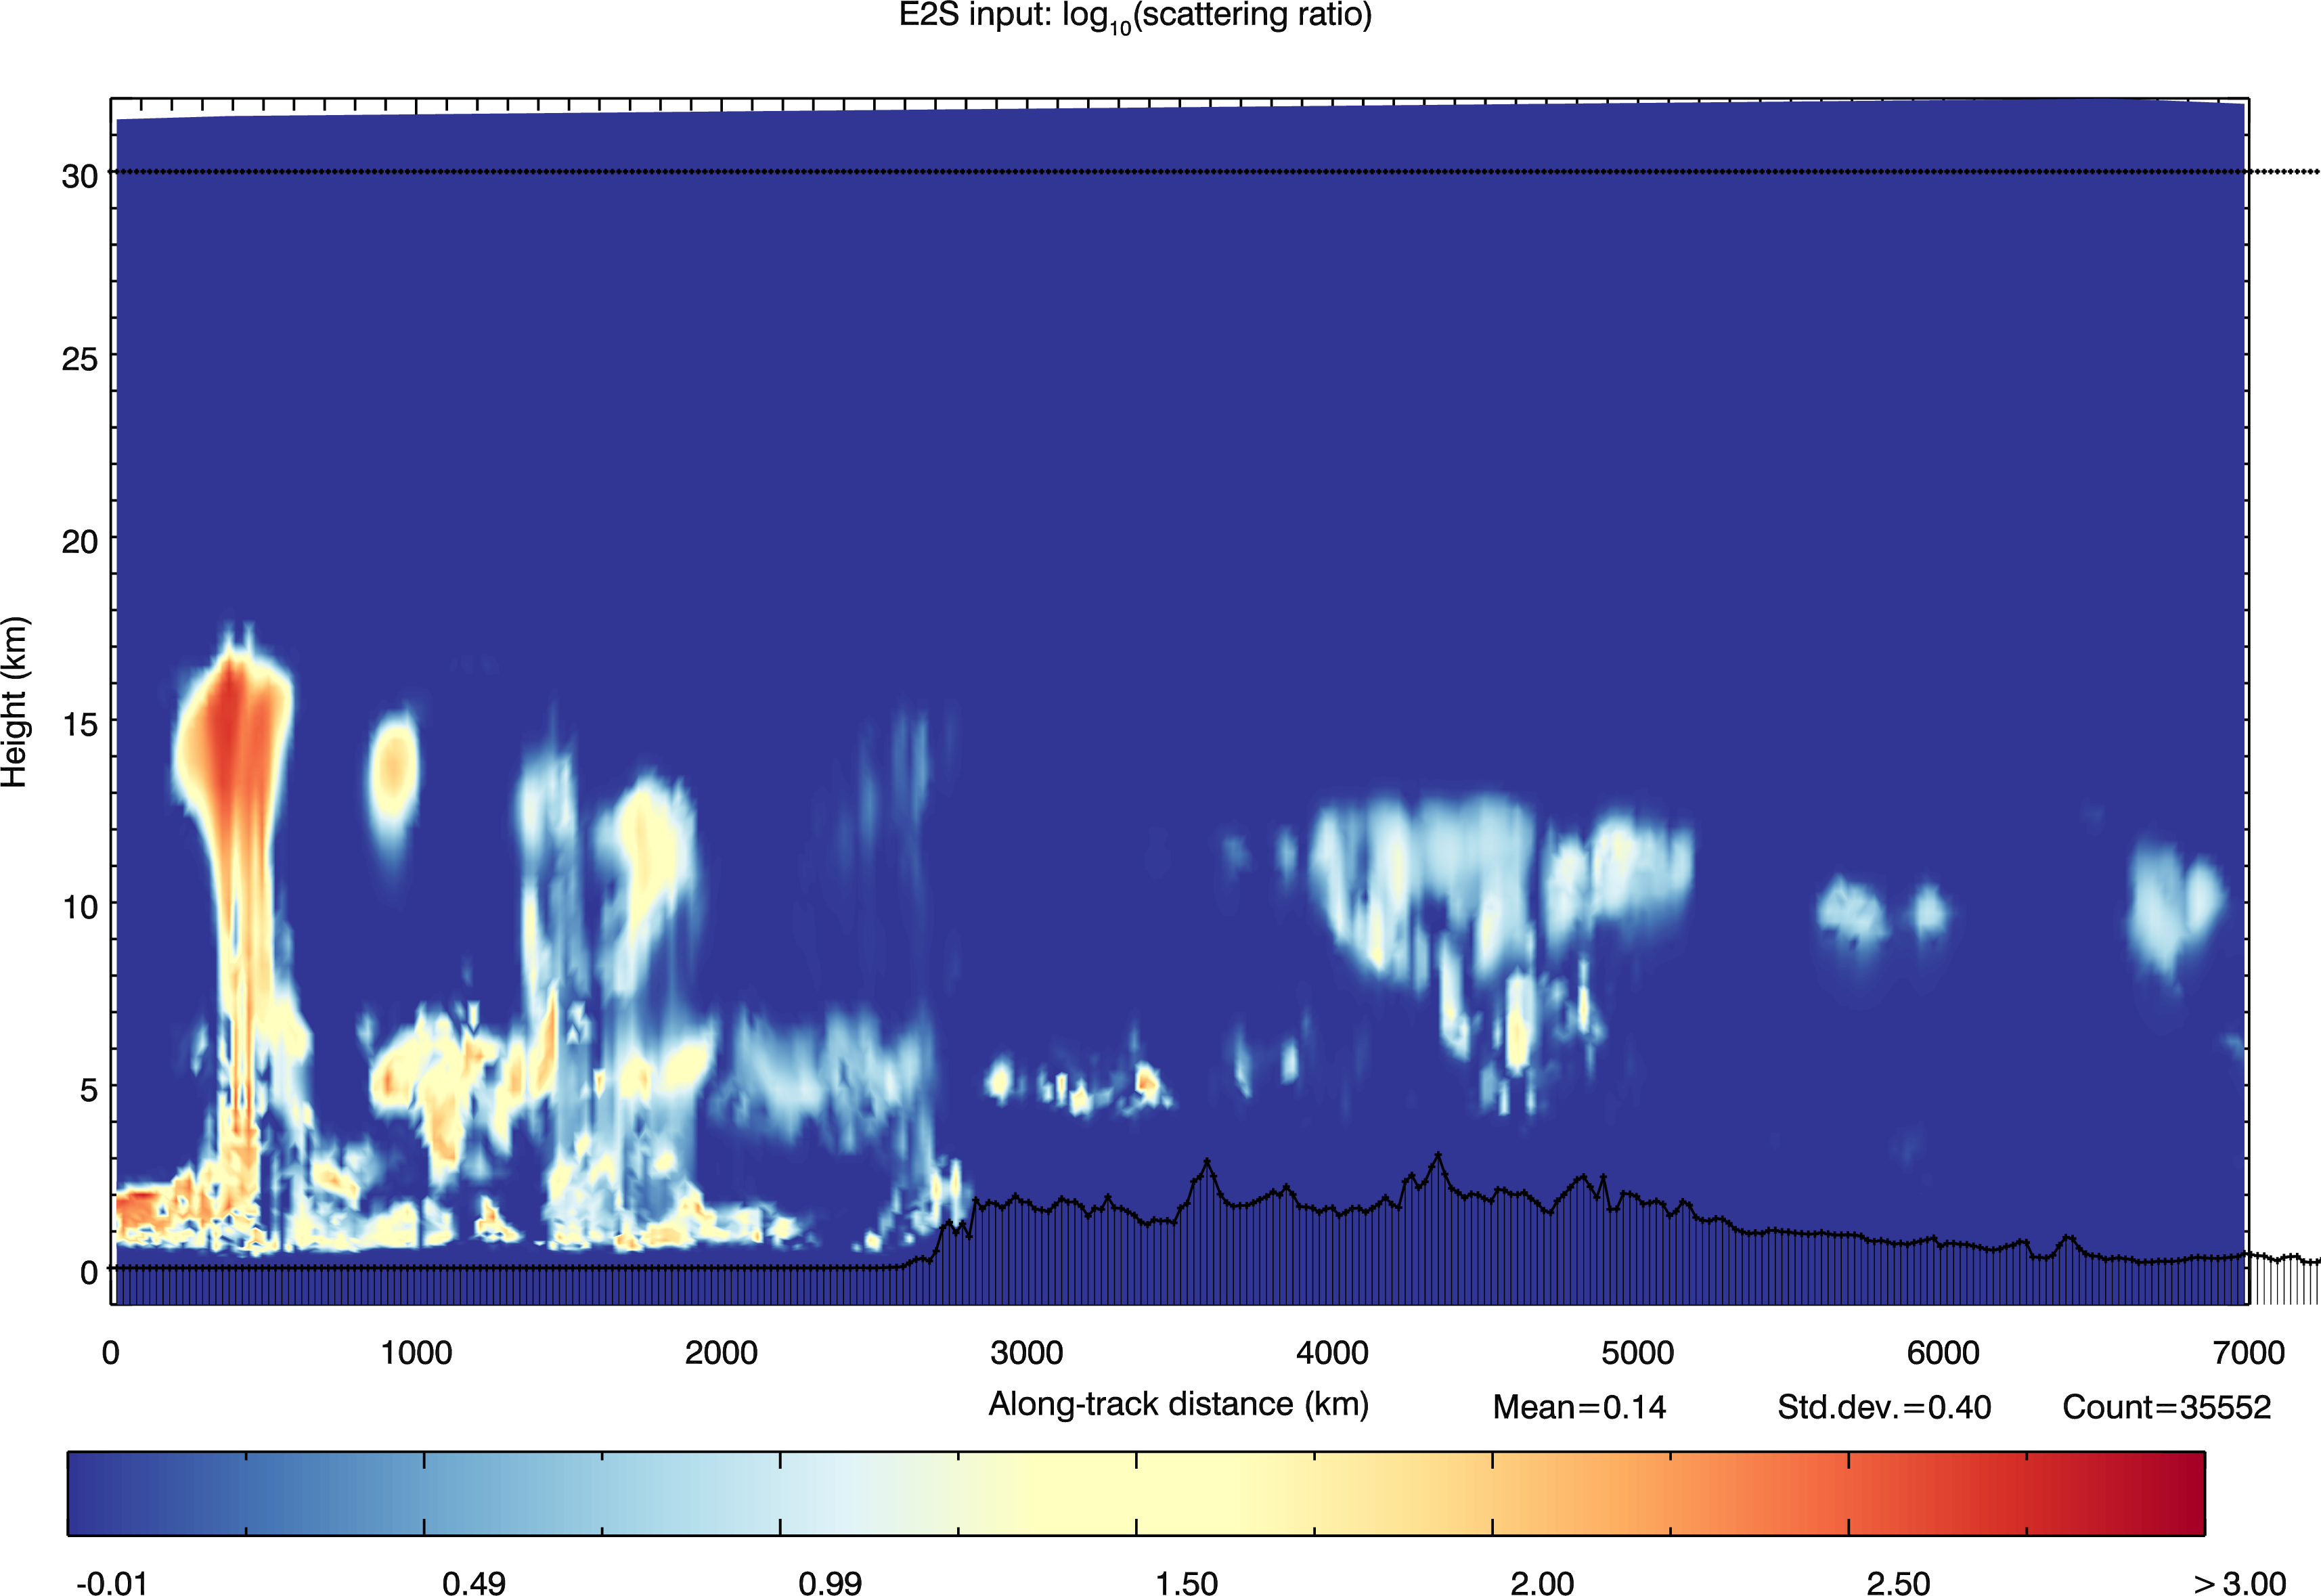 E2S input: log10(scattering ratio)
30
25
20
15
10
5
0
Height (km)
0 1000 2000 3000 4000 5000 6000 7000
Along-track distance (km) Mean=0.14 Std.dev.=0.40 Count=35552
-0.01 0.49 0.99 1.50 2.00 2.50 > 3.00